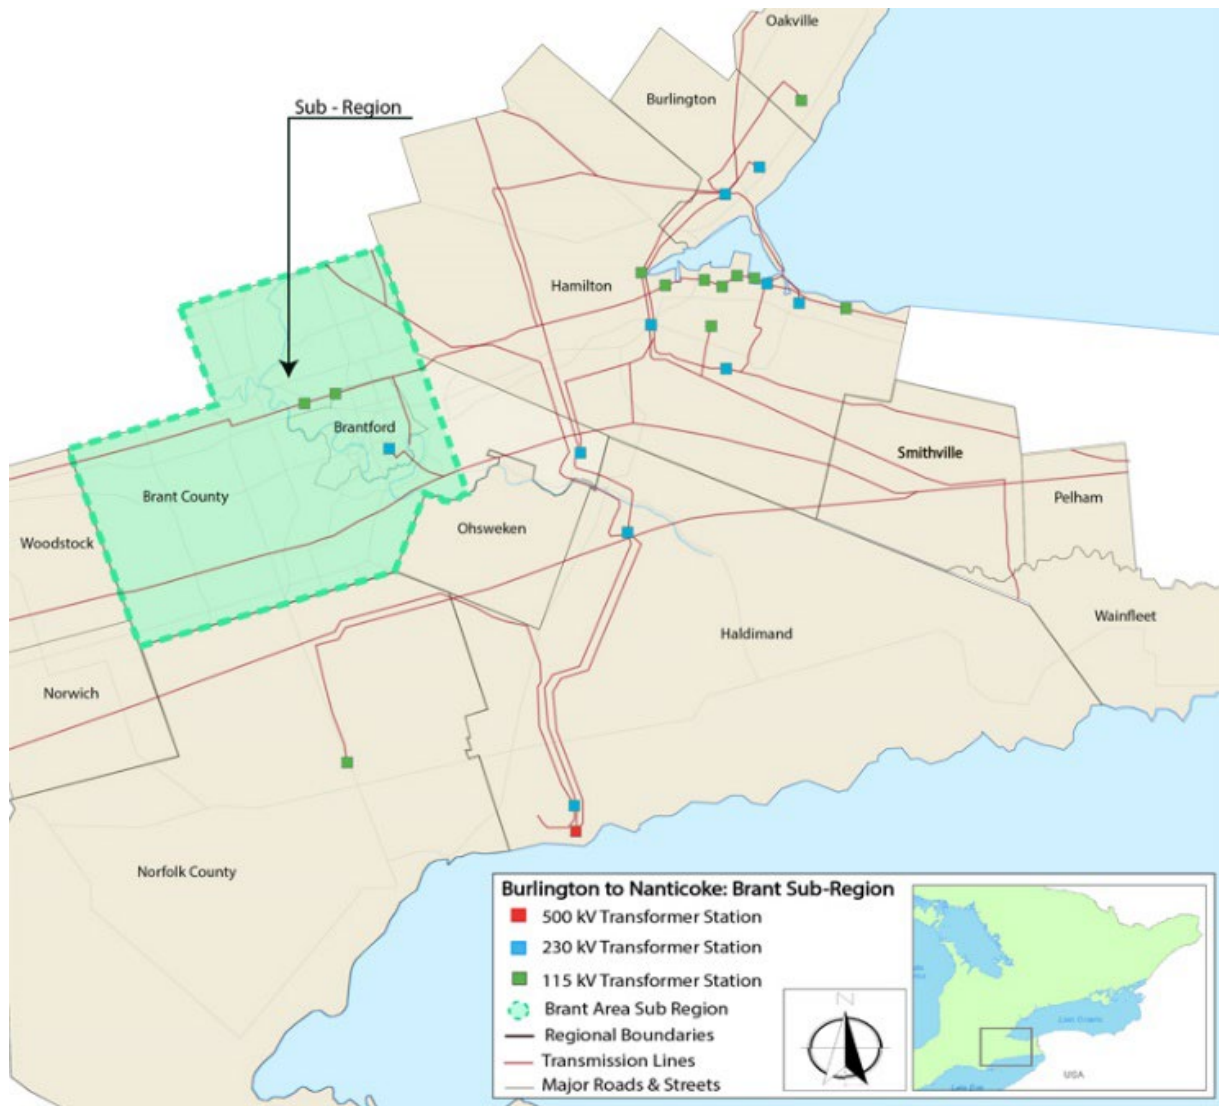 Oakville
Burlington
Sub - Region
Hamilton
Brantford
Smithville
Brant County
Pelham
Ohsweken
Woodstock
Wainfleet
Haldimand
Norwich
Norfolk County
Burlington to Nanticoke: Brant Sub-Region
500 kV Transformer Station
230 kV Transformer Station
115 kV Transformer Station
Brant Area Sub Region
Regional Boundaries
Transmission Lines
Major Roads & Streets
N
USA